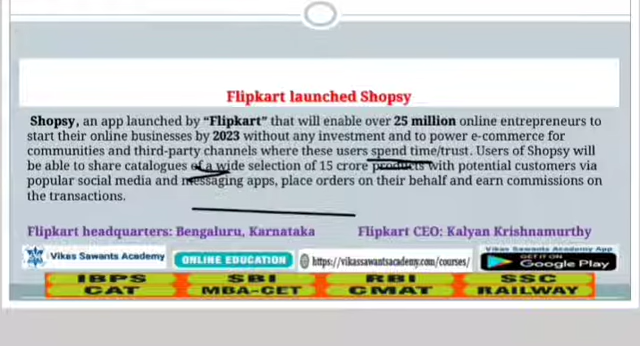 Flipkart launched Shopsy
Shopsy, an app launched by “Flipkart” that will enable over 25 million online entrepreneurs to
start their online businesses by 2023 without any investment and to power e-commerce for
communities and third-party channels where these users spend time/trust. Users of Shopsy will
be able to share catalogues of a wide selection of 15 crore products with potential customers via
popular social media and messaging apps, place orders on their behalf and earn commissions on
the transactions.
Flipkart headquarters: Bengaluru, Karnataka Flipkart CEO: Kalyan Krishnamurthy
Vikas Sawants Academy ONLINE EDUCATION https://vikassawantsacademy.com/courses/ Vikas Sawants Academy App
GET IT ON
Google Play
IBPS SBI RBI SSC
CAT MBA-CET CMAT RAILWAY